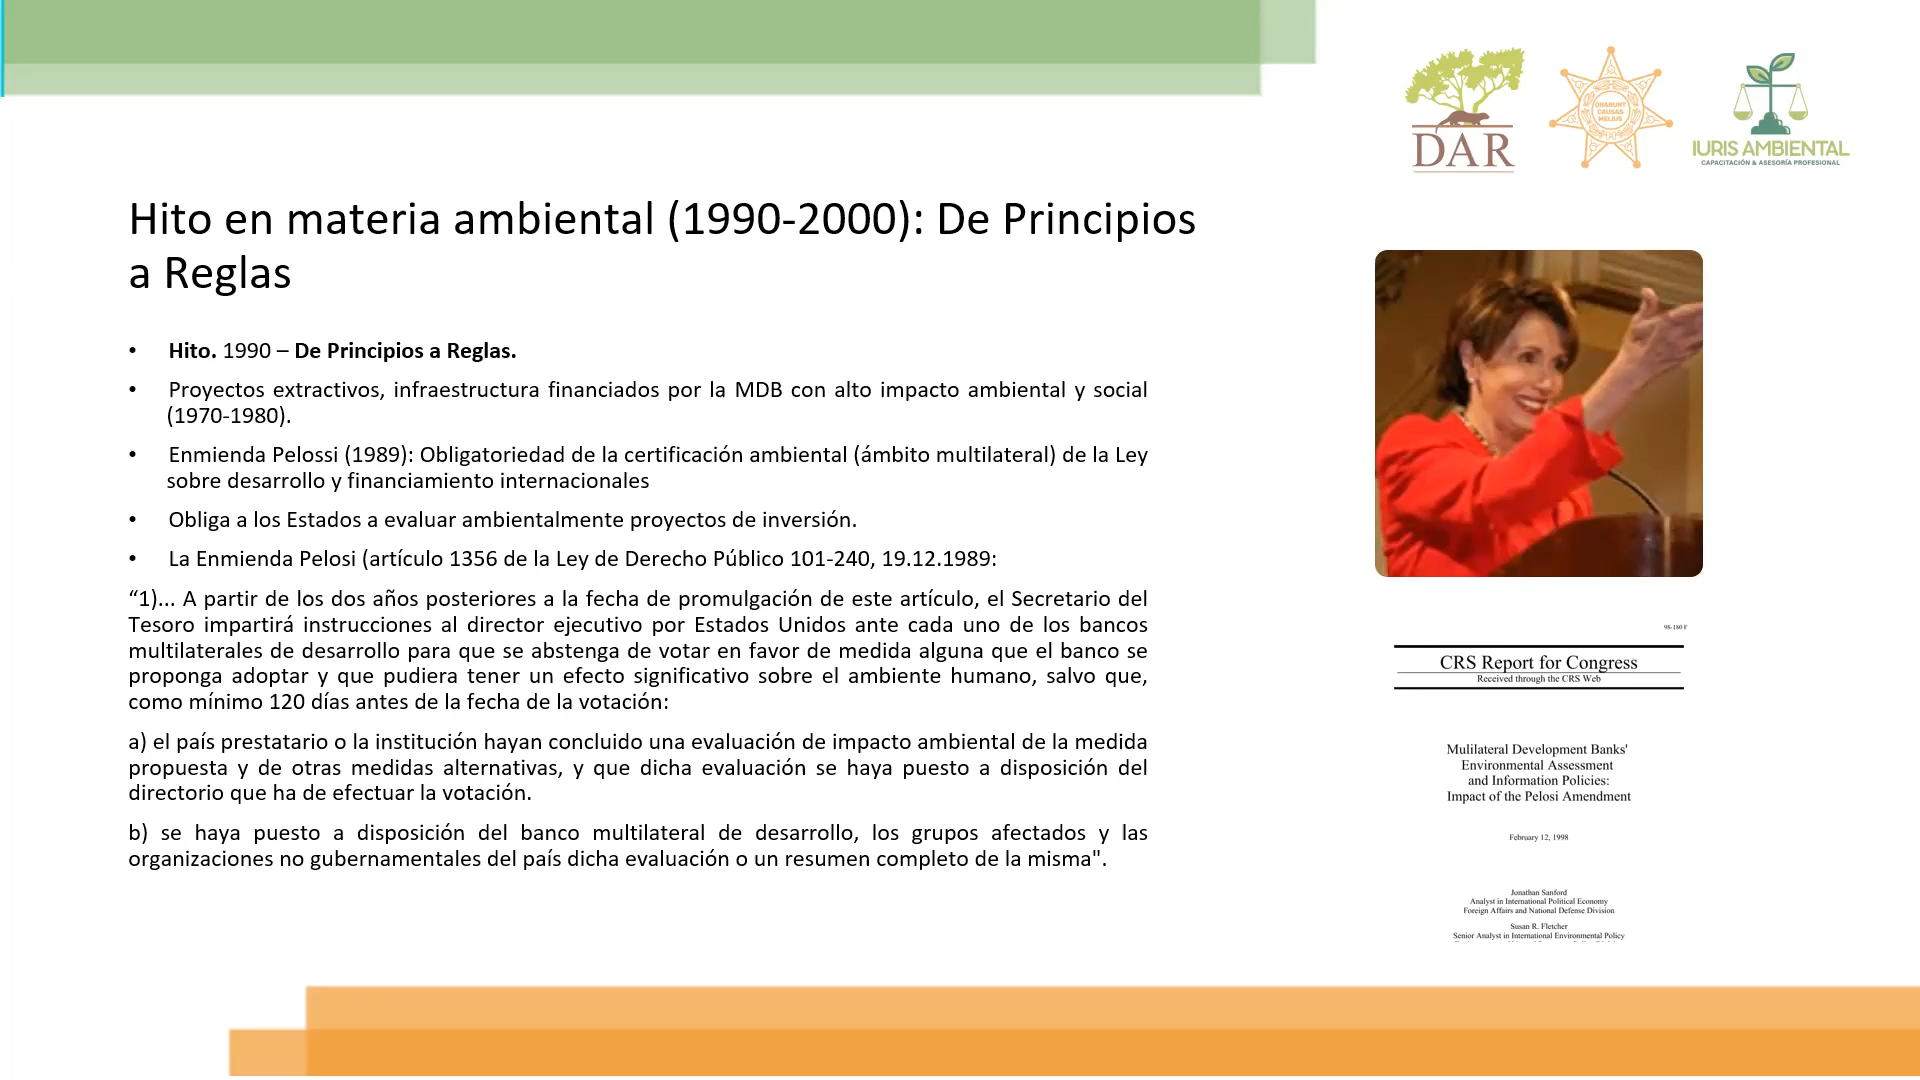 DAR
ORABUNT
CAUSAS
MELIUS
IURIS AMBIENTAL
CAPACITACIÓN & ASESORÍA PROFESIONAL
Hito en materia ambiental (1990-2000): De Principios
a Reglas
• Hito. 1990 – De Principios a Reglas.
• Proyectos extractivos, infraestructura financiados por la MDB con alto impacto ambiental y social
(1970-1980).
• Enmienda Pelossi (1989): Obligatoriedad de la certificación ambiental (ámbito multilateral) de la Ley
sobre desarrollo y financiamiento internacionales
• Obliga a los Estados a evaluar ambientalmente proyectos de inversión.
• La Enmienda Pelosi (artículo 1356 de la Ley de Derecho Público 101-240, 19.12.1989:
“1)... A partir de los dos años posteriores a la fecha de promulgación de este artículo, el Secretario del
Tesoro impartirá instrucciones al director ejecutivo por Estados Unidos ante cada uno de los bancos
multilaterales de desarrollo para que se abstenga de votar en favor de medida alguna que el banco se
proponga adoptar y que pudiera tener un efecto significativo sobre el ambiente humano, salvo que,
como mínimo 120 días antes de la fecha de la votación:
a) el país prestatario o la institución hayan concluido una evaluación de impacto ambiental de la medida
propuesta y de otras medidas alternativas, y que dicha evaluación se haya puesto a disposición del
directorio que ha de efectuar la votación.
b) se haya puesto a disposición del banco multilateral de desarrollo, los grupos afectados y las
organizaciones no gubernamentales del país dicha evaluación o un resumen completo de la misma".
98-180 F
CRS Report for Congress
Received through the CRS Web
Mulilateral Development Banks'
Environmental Assessment
and Information Policies:
Impact of the Pelosi Amendment
February 12, 1998
Jonathan Sanford
Analyst in International Political Economy
Foreign Affairs and National Defense Division
Susan R. Fletcher
Senior Analyst in International Environmental Policy